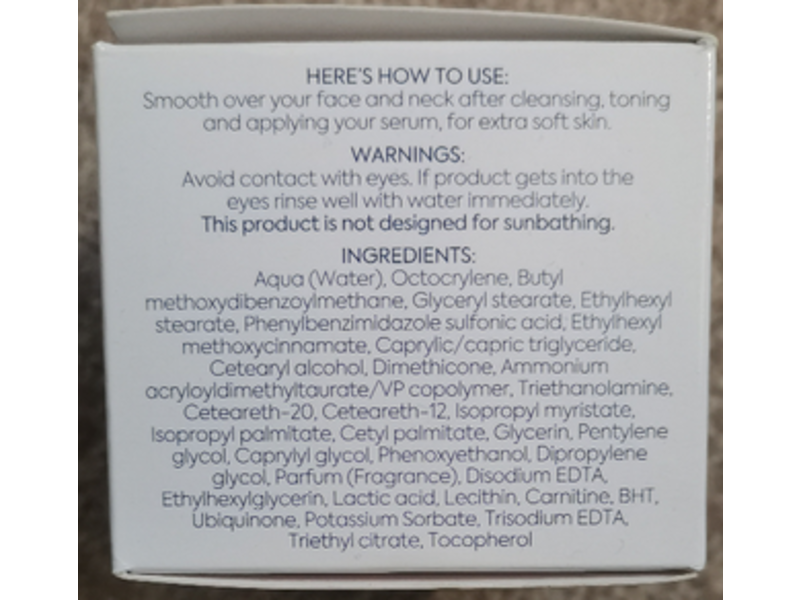 HERE'S HOW TO USE:
Smooth over your face and neck after cleansing, toning
and applying your serum, for extra soft skin.
WARNINGS:
Avoid contact with eyes. If product gets into the
eyes rinse well with water immediately.
This product is not designed for sunbathing.
INGREDIENTS:
Aqua (Water), Octocrylene, Butyl
methoxydibenzoylmethane, Glyceryl stearate, Ethylhexyl
stearate, Phenylbenzimidazole sulfonic acid, Ethylhexyl
methoxycinnamate, Caprylic/capric triglyceride,
Cetearyl alcohol, Dimethicone, Ammonium
acryloyldimethyltaurate/VP copolymer, Triethanolamine,
Ceteareth-20, Ceteareth-12, Isopropyl myristate,
Isopropyl palmitate, Cetyl palmitate, Glycerin, Pentylene
glycol, Caprylyl glycol, Phenoxyethanol, Dipropylene
glycol, Parfum (Fragrance), Disodium EDTA,
Ethylhexylglycerin, Lactic acid, Lecithin, Carnitine, BHT,
Ubiquinone, Potassium Sorbate, Trisodium EDTA,
Triethyl citrate, Tocopherol